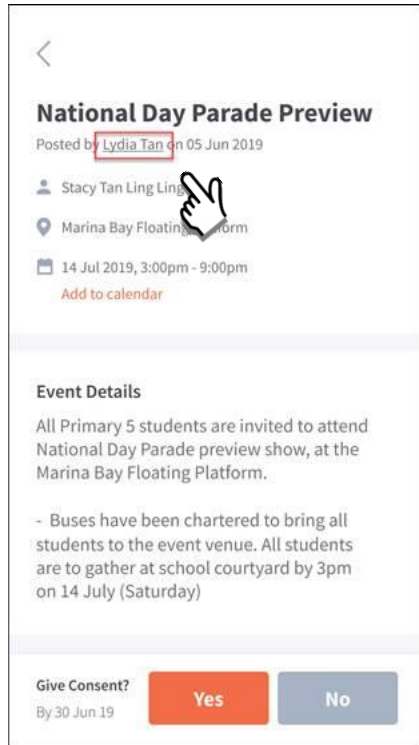 National Day Parade Preview
Posted by Lydia Tan on 05 Jun 2019
Stacy Tan Ling Ling
Marina Bay Floating
14 Jul 2019, 3:00pm - 9:00pm
Add to calendar
Event Details
All Primary 5 students are invited to attend
National Day Parade preview show, at the
Marina Bay Floating Platform.
- Buses have been chartered to bring all
students to the event venue. All students
are to gather at school courtyard by 3pm
on 14 July (Saturday)
Give Consent?
By 30 Jun 19
Yes
No